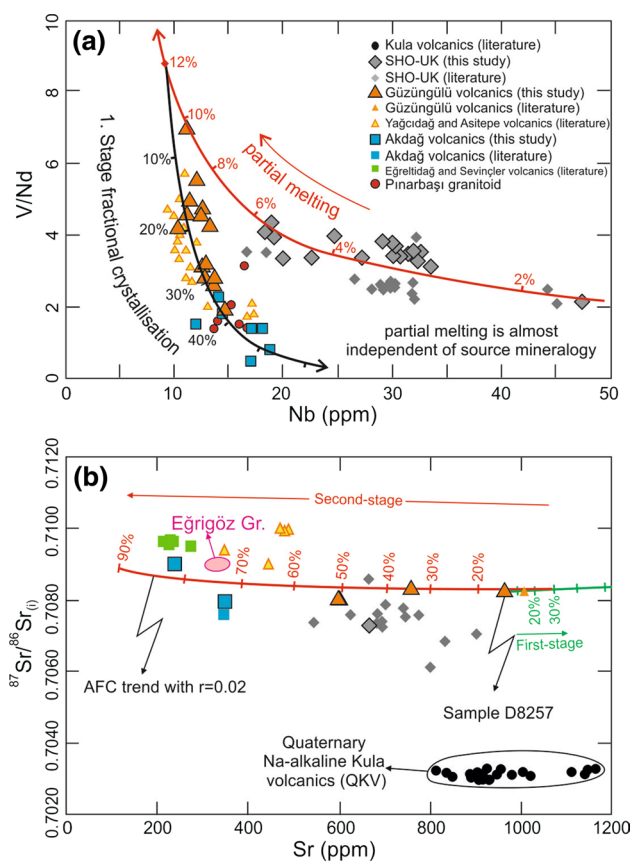 (a)
10
8
6
4
2
0
V/Nd
0
10
20
30
40
50
Nb (ppm)
Kula volcanics (literature)
SHO-UK (this study)
SHO-UK (literature)
Güzüngülü volcanics (this study)
Güzüngülü volcanics (literature)
Yağcıdağ and Asitepe volcanics (literature)
Akdağ volcanics (this study)
Akdağ volcanics (literature)
Eğreltidağ and Sevinçler volcanics (literature)
Pınarbaşı granitoid
12%
10%
8%
6%
4%
2%
partial melting
1. Stage fractional crystallisation
10%
20%
30%
40%
partial melting is almost
independent of source mineralogy
(b)
0.7120
0.7100
0.7080
0.7060
0.7040
0.7020
87Sr/86Sr(i)
Second-stage
Eğrigöz Gr.
90%
70%
60%
50%
40%
30%
20%
20%
30%
First-stage
AFC trend with r=0.02
Sample D8257
Quaternary
Na-alkaline Kula
volcanics (QKV)
0
200
400
600
800
1000
1200
Sr (ppm)